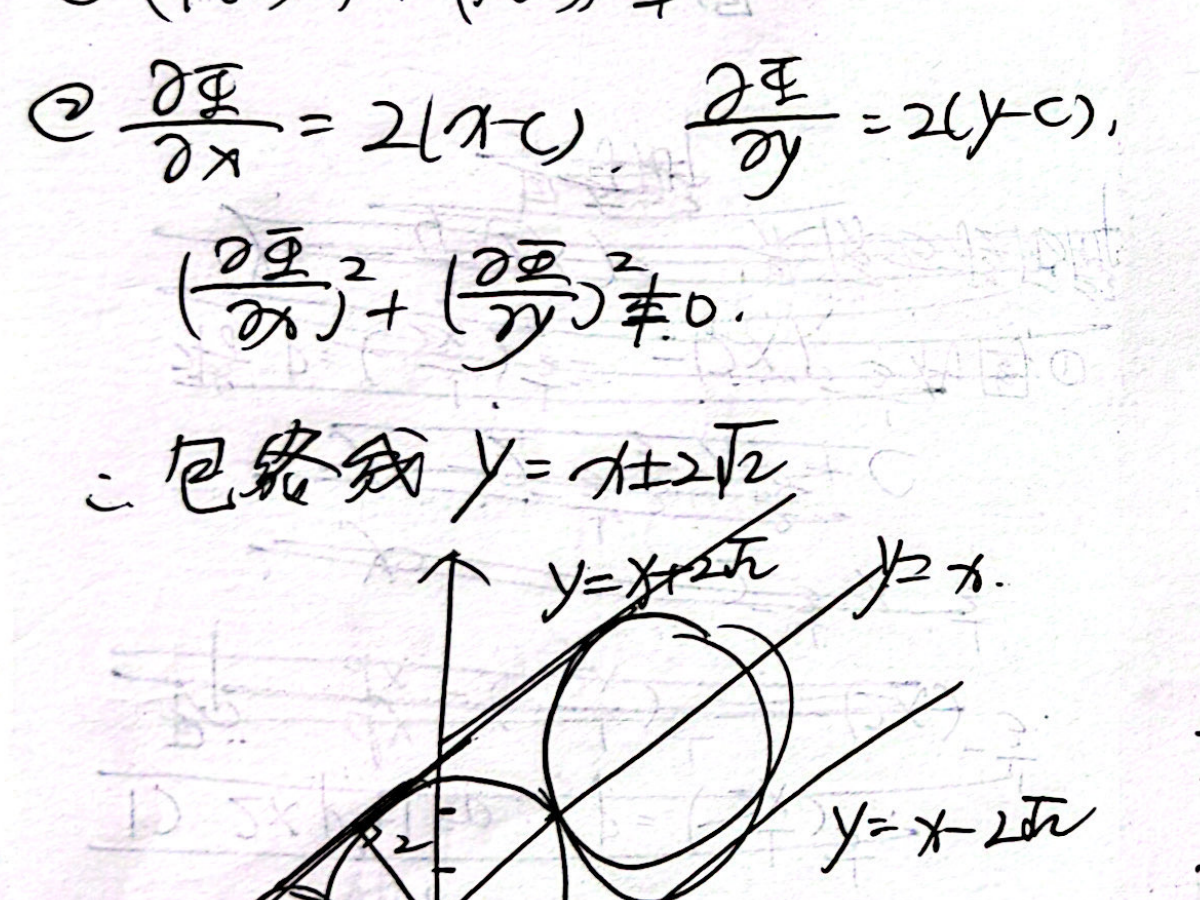 ② ∂Φ/∂x = 2(x-c). ∂Φ/∂y = 2(y-c),
(∂Φ/∂x)² + (∂Φ/∂y)² ≠ 0.
∴ 包络线 y = x±2√2
y=x+2√2
y=x.
y=x-2√2
2